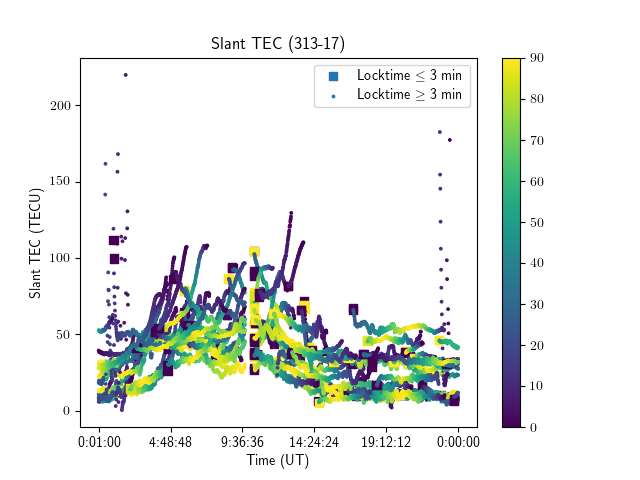 Slant TEC (313-17)
Locktime ≤ 3 min
Locktime ≥ 3 min
Slant TEC (TECU)
200
150
100
50
0
0:01:00 4:48:48 9:36:36 14:24:24 19:12:12 0:00:00
Time (UT)
90
80
70
60
50
40
30
20
10
0